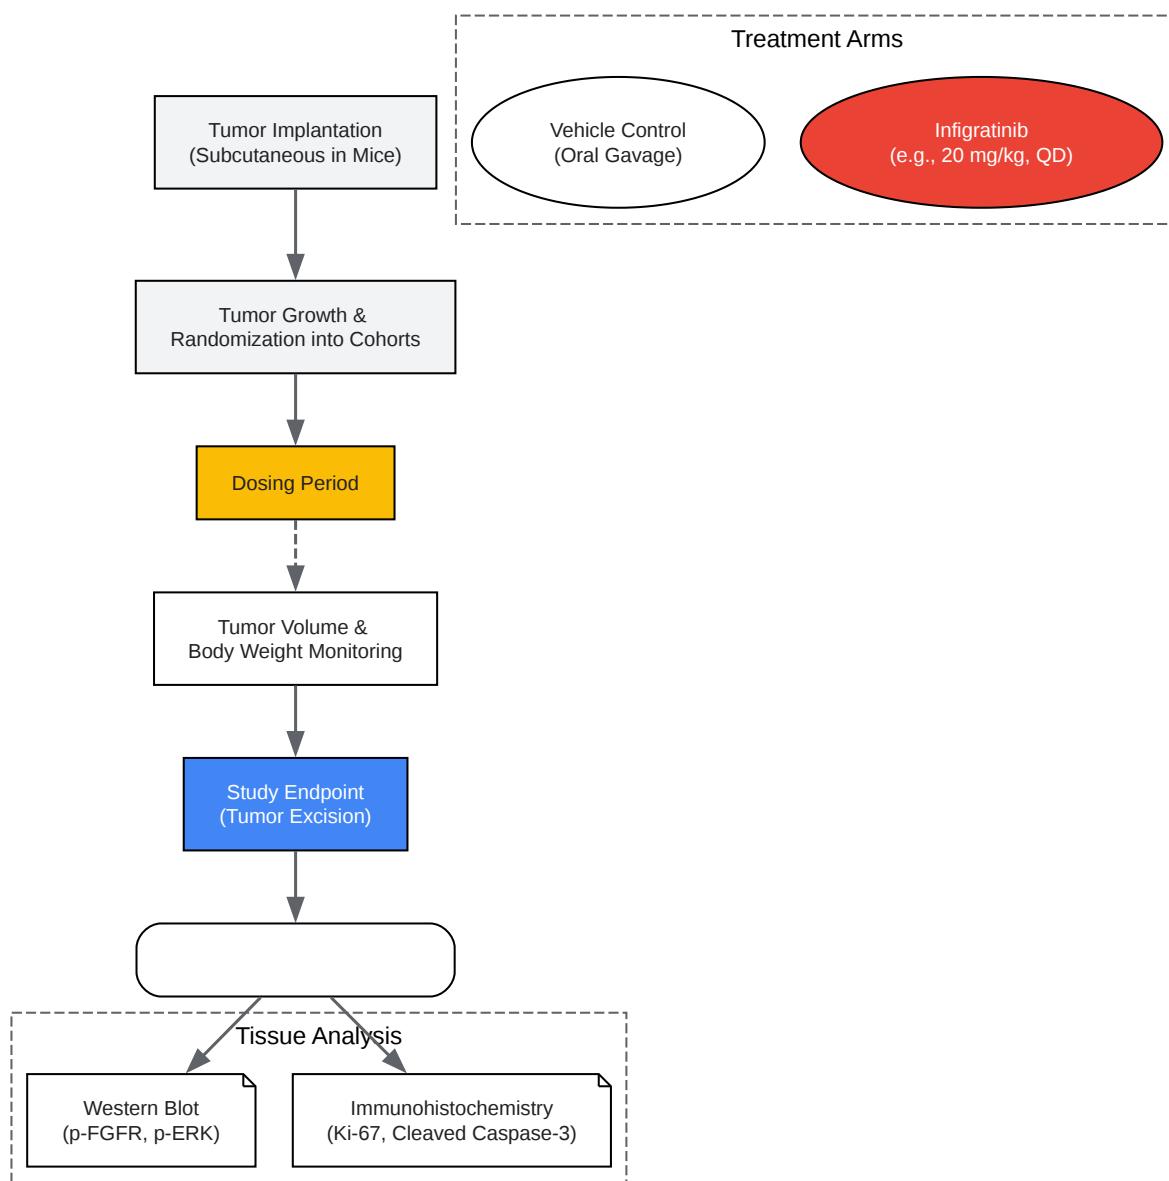 Treatment Arms
Tumor Implantation
(Subcutaneous in Mice)
Vehicle Control
(Oral Gavage)
Infigratinib
(e.g., 20 mg/kg, QD)
Tumor Growth &
Randomization into Cohorts
Dosing Period
Tumor Volume &
Body Weight Monitoring
Study Endpoint
(Tumor Excision)
Tissue Analysis
Western Blot
(p-FGFR, p-ERK)
Immunohistochemistry
(Ki-67, Cleaved Caspase-3)